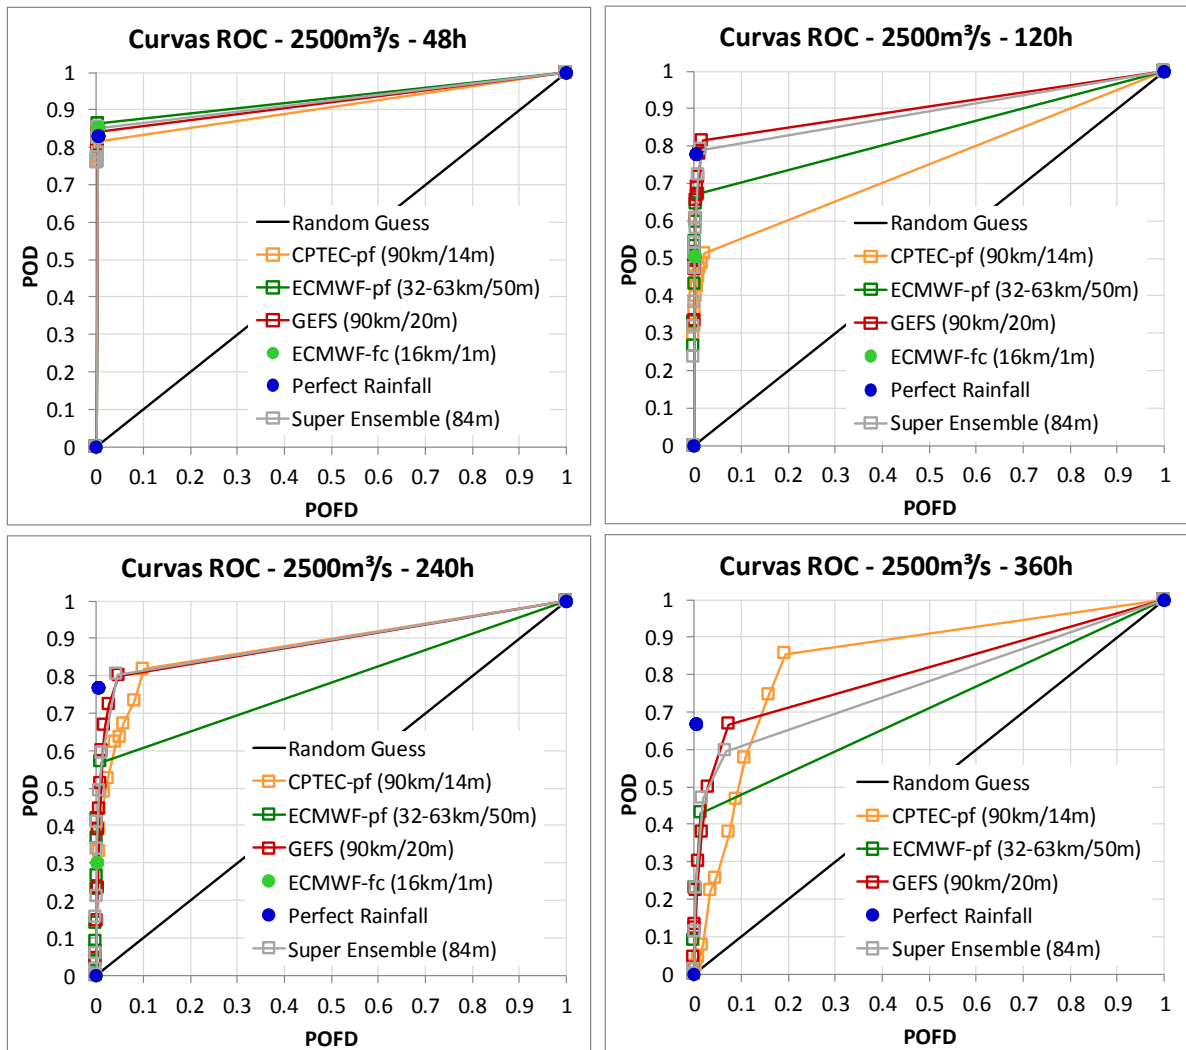 Curvas ROC - 2500m³/s - 48h
1
0.9
0.8
0.7
0.6
0.5
0.4
0.3
0.2
0.1
0
POD
Random Guess
CPTEC-pf (90km/14m)
ECMWF-pf (32-63km/50m)
GEFS (90km/20m)
ECMWF-fc (16km/1m)
Perfect Rainfall
Super Ensemble (84m)
0 0.1 0.2 0.3 0.4 0.5 0.6 0.7 0.8 0.9 1
POFD
Curvas ROC - 2500m³/s - 120h
1
0.9
0.8
0.7
0.6
0.5
0.4
0.3
0.2
0.1
0
POD
Random Guess
CPTEC-pf (90km/14m)
ECMWF-pf (32-63km/50m)
GEFS (90km/20m)
ECMWF-fc (16km/1m)
Perfect Rainfall
Super Ensemble (84m)
0 0.1 0.2 0.3 0.4 0.5 0.6 0.7 0.8 0.9 1
POFD
Curvas ROC - 2500m³/s - 240h
1
0.9
0.8
0.7
0.6
0.5
0.4
0.3
0.2
0.1
0
POD
Random Guess
CPTEC-pf (90km/14m)
ECMWF-pf (32-63km/50m)
GEFS (90km/20m)
ECMWF-fc (16km/1m)
Perfect Rainfall
Super Ensemble (84m)
0 0.1 0.2 0.3 0.4 0.5 0.6 0.7 0.8 0.9 1
POFD
Curvas ROC - 2500m³/s - 360h
1
0.9
0.8
0.7
0.6
0.5
0.4
0.3
0.2
0.1
0
POD
Random Guess
CPTEC-pf (90km/14m)
ECMWF-pf (32-63km/50m)
GEFS (90km/20m)
Perfect Rainfall
Super Ensemble (84m)
0 0.1 0.2 0.3 0.4 0.5 0.6 0.7 0.8 0.9 1
POFD